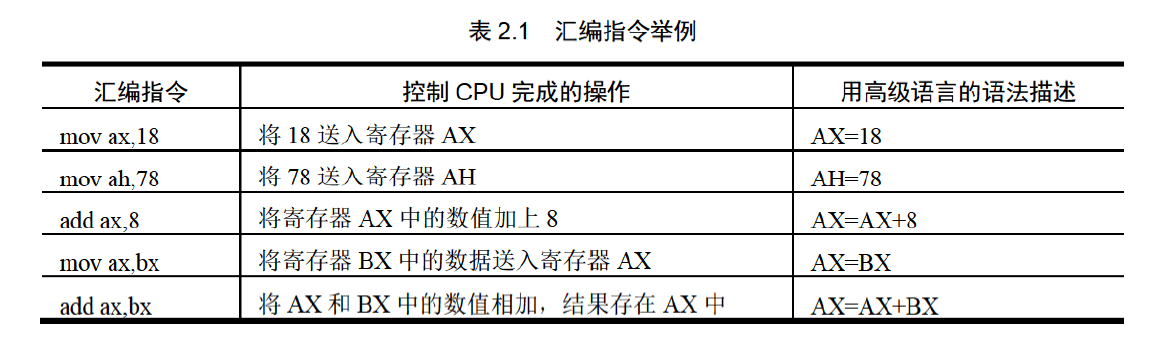 表 2.1 汇编指令举例
汇编指令 控制 CPU 完成的操作 用高级语言的语法描述
mov ax,18 将 18 送入寄存器 AX AX=18
mov ah,78 将 78 送入寄存器 AH AH=78
add ax,8 将寄存器 AX 中的数值加上 8 AX=AX+8
mov ax,bx 将寄存器 BX 中的数据送入寄存器 AX AX=BX
add ax,bx 将 AX 和 BX 中的数值相加，结果存在 AX 中 AX=AX+BX